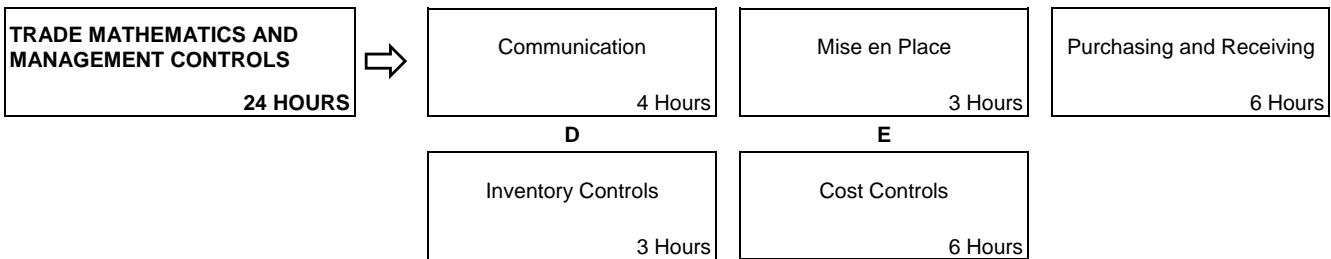 TRADE MATHEMATICS AND
MANAGEMENT CONTROLS
24 HOURS
Communication
4 Hours
Mise en Place
3 Hours
Purchasing and Receiving
6 Hours
D
Inventory Controls
3 Hours
E
Cost Controls
6 Hours